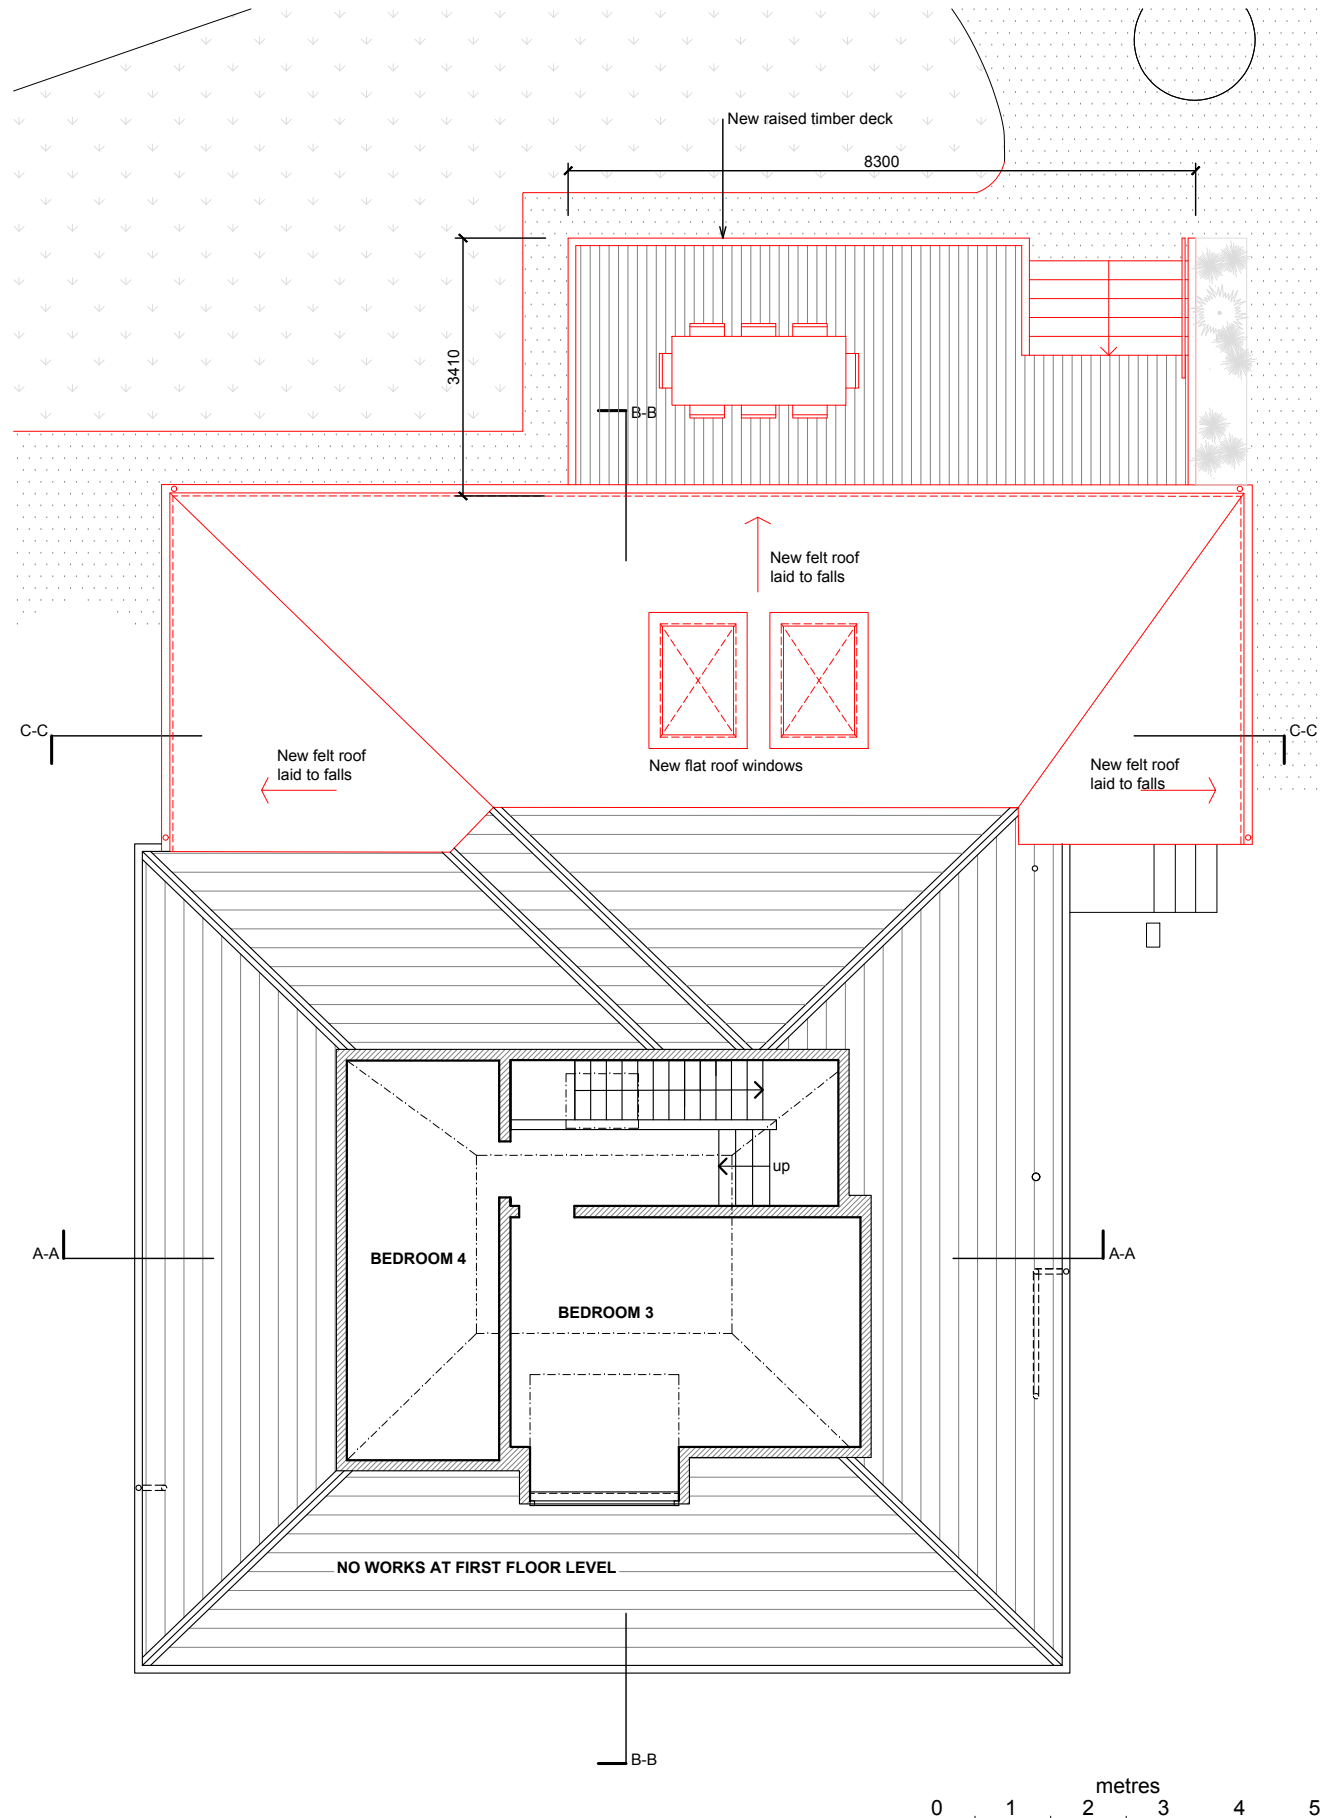 New raised timber deck
8300
3410
B-B
New felt roof
laid to falls
C-C
C-C
New felt roof
laid to falls
New flat roof windows
New felt roof
laid to falls
up
A-A
BEDROOM 4
A-A
BEDROOM 3
NO WORKS AT FIRST FLOOR LEVEL
B-B
metres
0 1 2 3 4 5